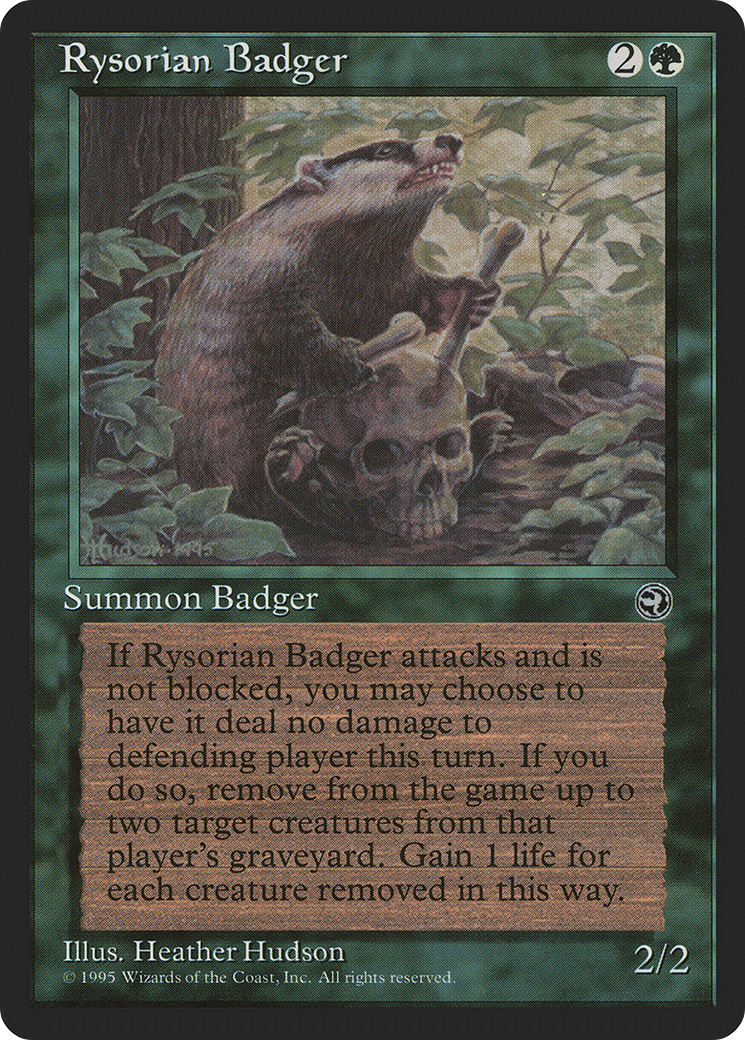 Rysorian Badger
2
Hudson 1995
Summon Badger
If Rysorian Badger attacks and is
not blocked, you may choose to
have it deal no damage to
defending player this turn. If you
do so, remove from the game up to
two target creatures from that
player's graveyard. Gain 1 life for
each creature removed in this way.
Illus. Heather Hudson
2/2
© 1995 Wizards of the Coast, Inc. All rights reserved.